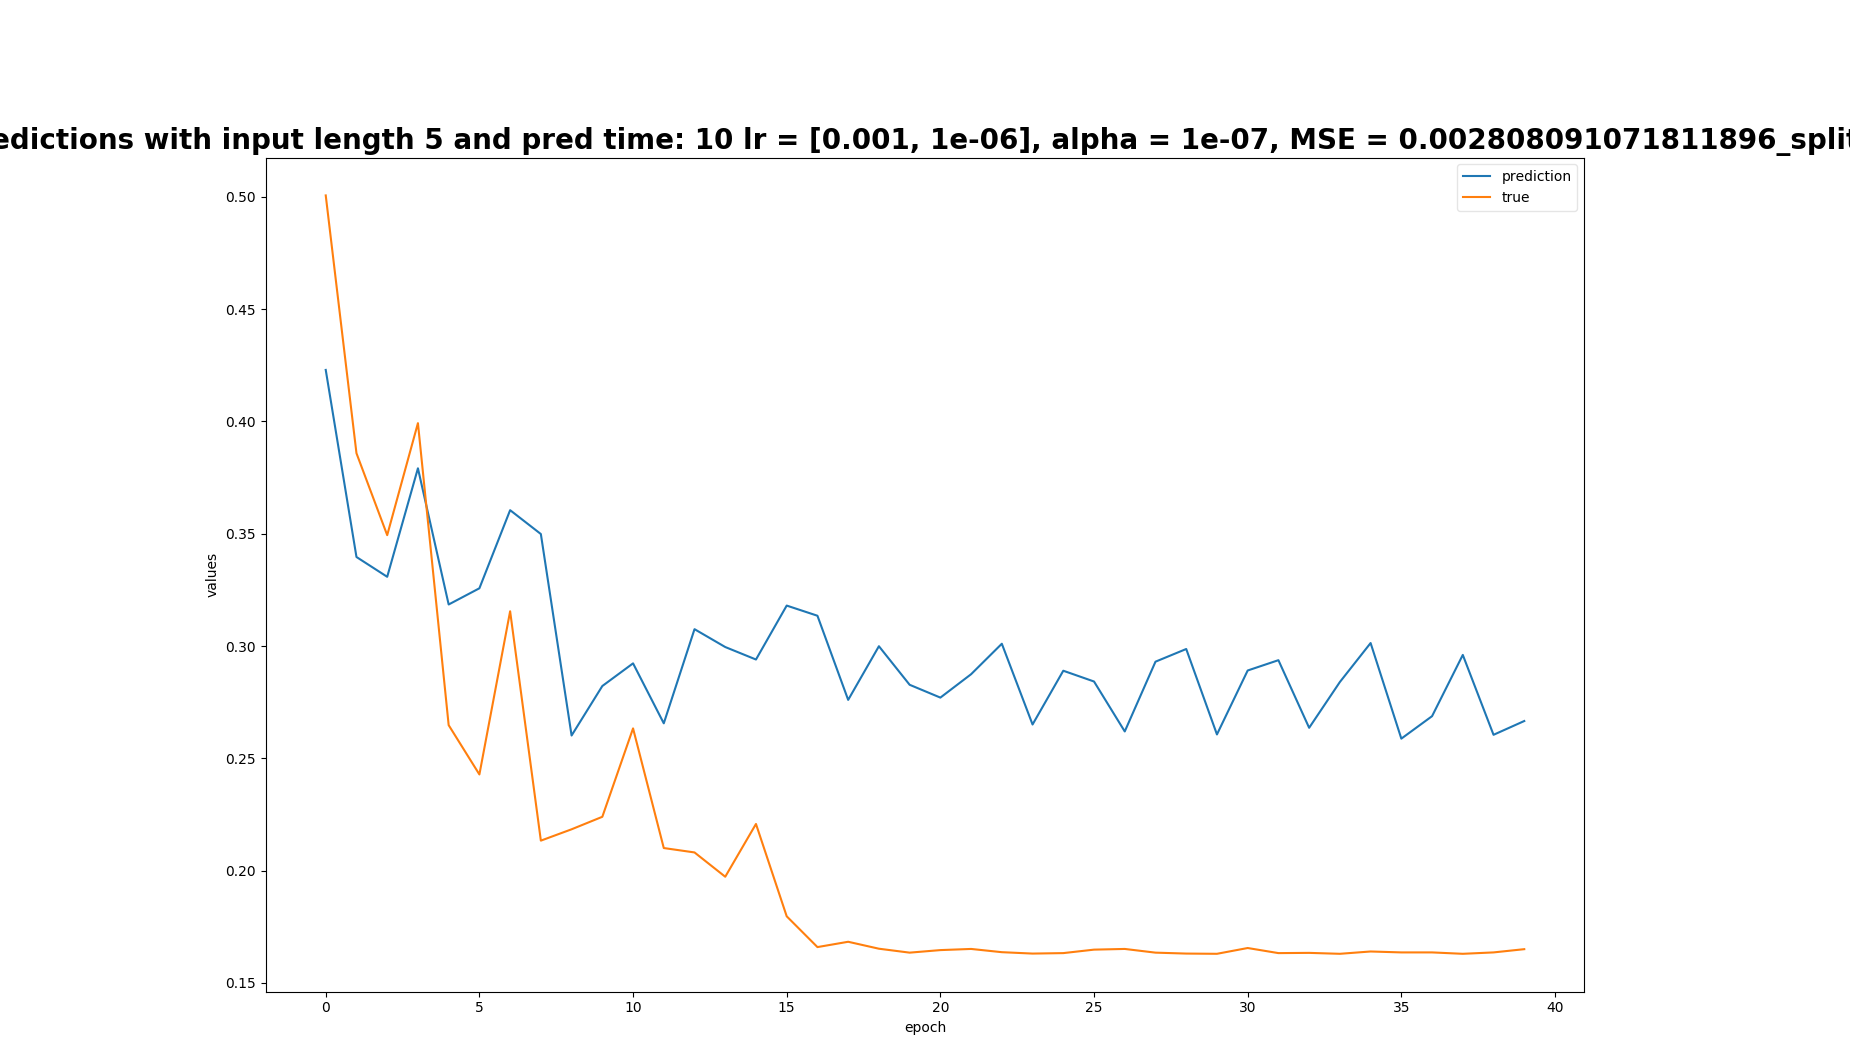 edictions with input length 5 and pred time: 10 lr = [0.001, 1e-06], alpha = 1e-07, MSE = 0.002808091071811896_split
prediction
true
0.50
0.45
0.40
0.35
0.30
0.25
0.20
0.15
values
0 5 10 15 20 25 30 35 40
epoch